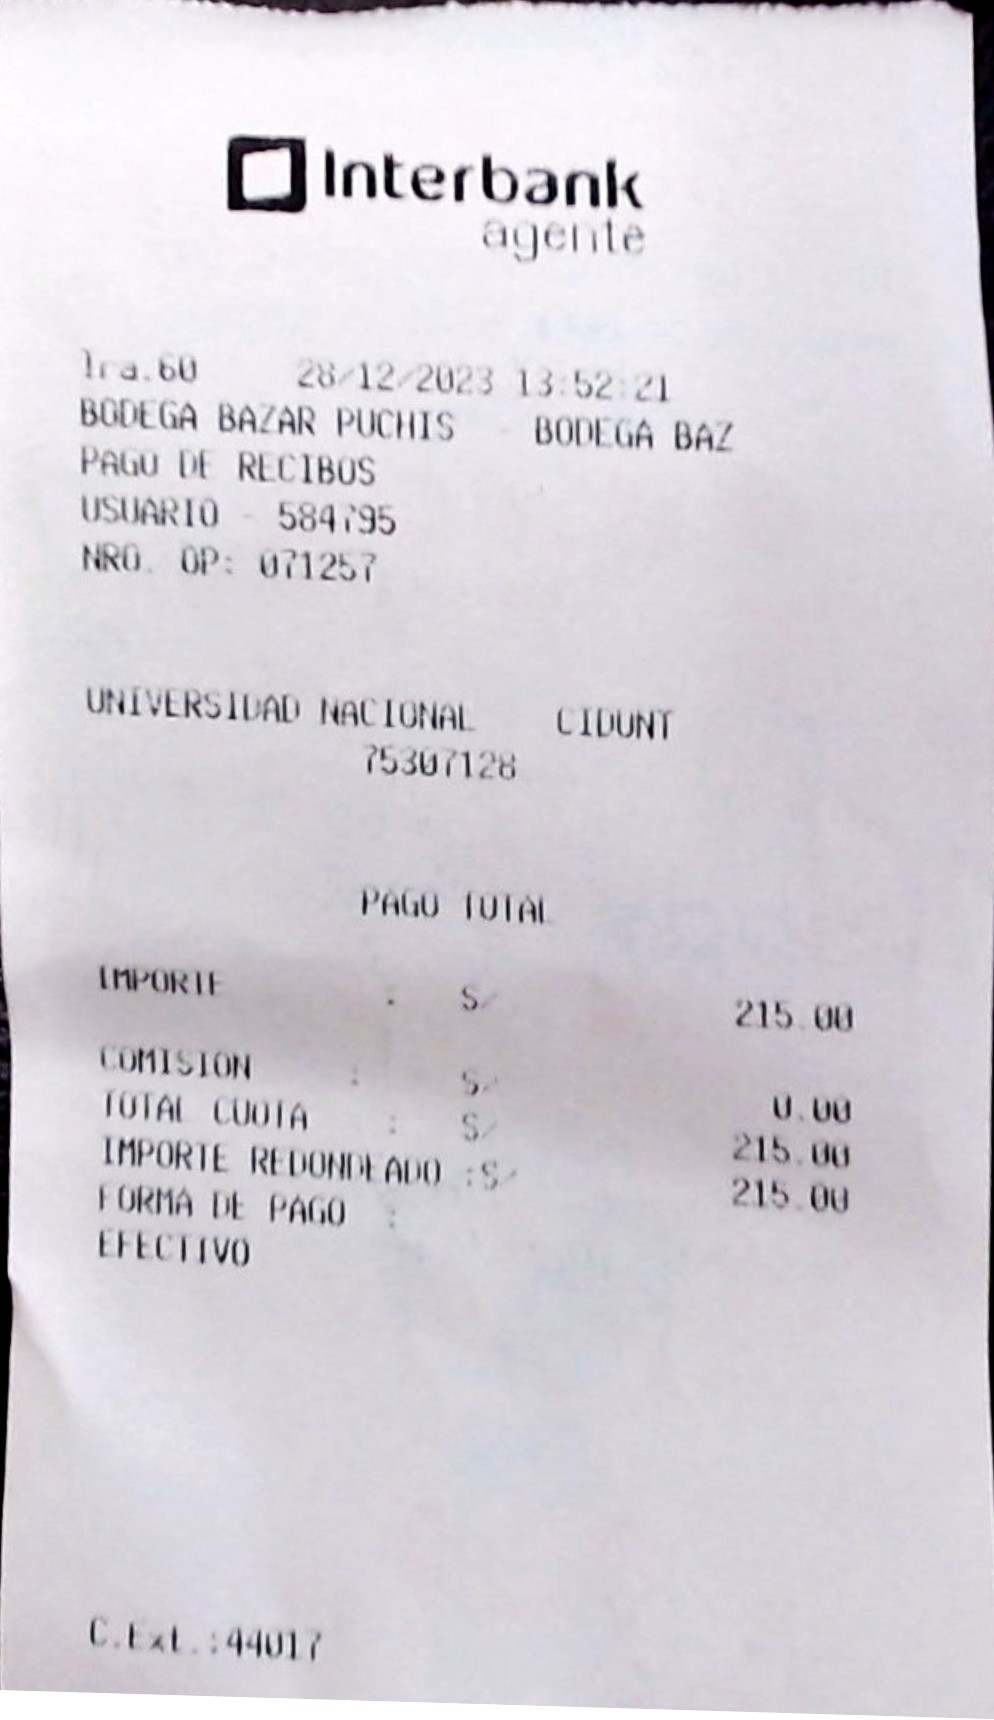 Interbank
agente
Tra.60 28/12/2023 13:52:21
BODEGA BAZAR PUCHIS - BODEGA BAZ
PAGO DE RECIBOS
USUARIO - 584795
NRO. OP: 071257
UNIVERSIDAD NACIONAL CIDUNT
75307128
PAGO TOTAL
IMPORTE : S/ 215.00
COMISION : S/ 0.00
TOTAL CUOTA : S/ 215.00
IMPORTE REDONDEADO :S/ 215.00
FORMA DE PAGO :
EFECTIVO
C.Ext.:44017